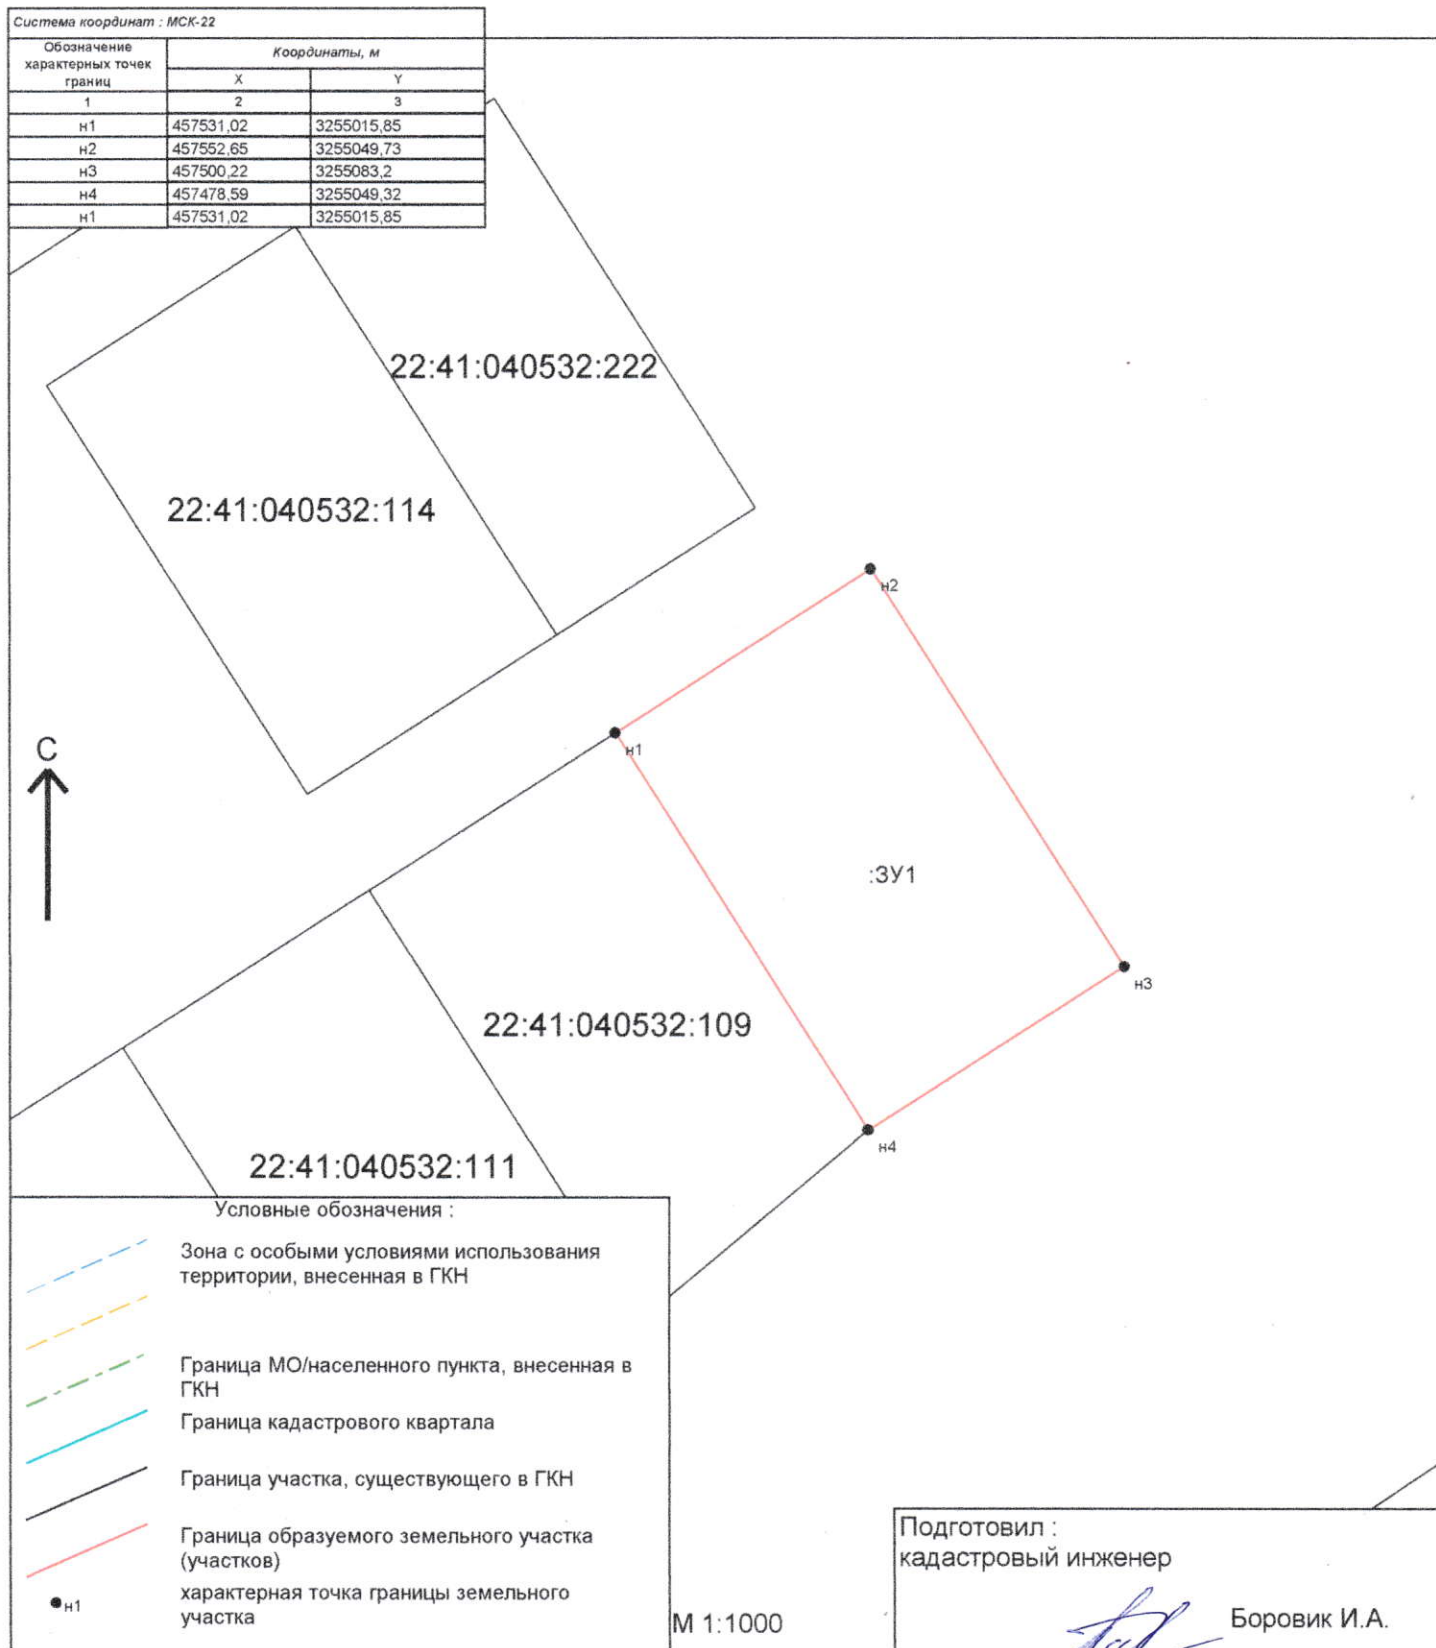 Система координат : МСК-22
Обозначение характерных точек границ
Координаты, м
X Y
1 2 3
н1 457531,02 3255015,85
н2 457552,65 3255049,73
н3 457500,22 3255083,2
н4 457478,59 3255049,32
н1 457531,02 3255015,85
22:41:040532:222
22:41:040532:114
н2
н1
С
:ЗУ1
н3
22:41:040532:109
н4
22:41:040532:111
Условные обозначения :
Зона с особыми условиями использования
территории, внесенная в ГКН
Граница МО/населенного пункта, внесенная в
ГКН
Граница кадастрового квартала
Граница участка, существующего в ГКН
Граница образуемого земельного участка
(участков)
н1
характерная точка границы земельного
участка
М 1:1000
Подготовил :
кадастровый инженер
Боровик И.А.